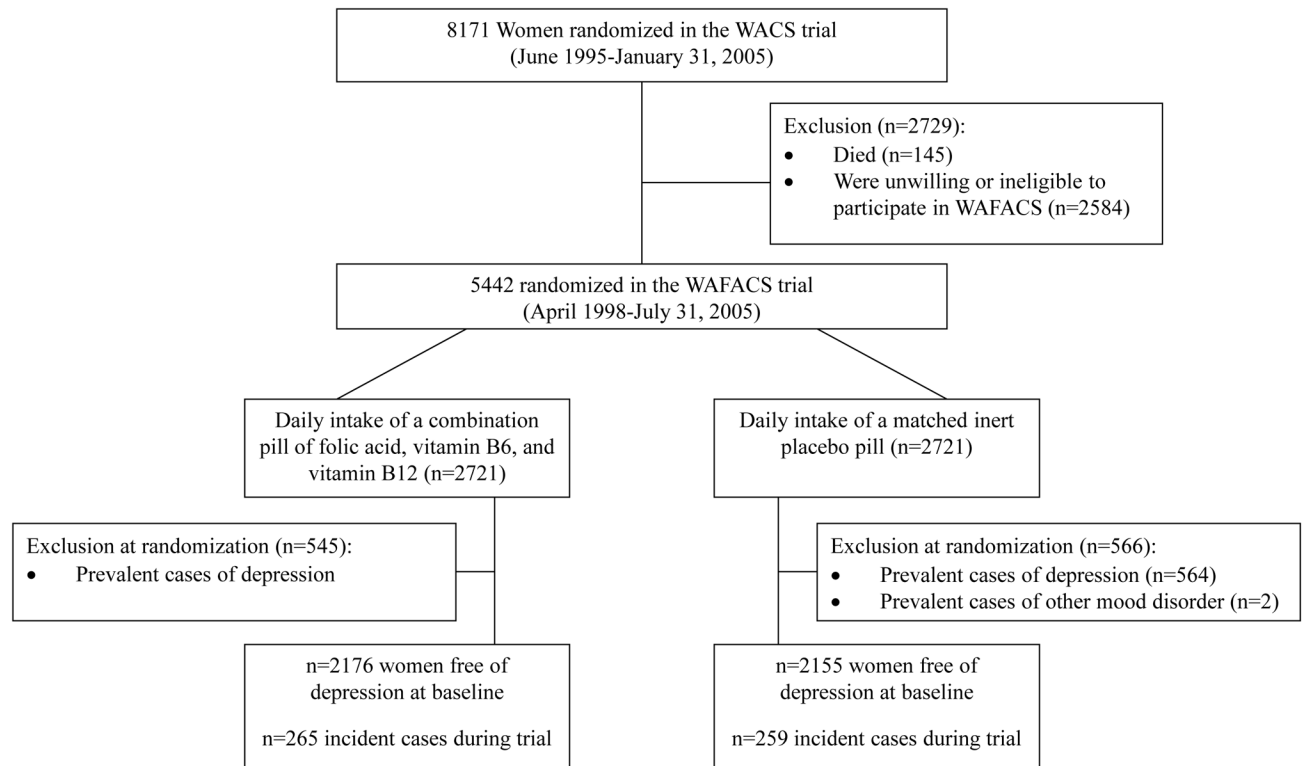 8171 Women randomized in the WACS trial
(June 1995-January 31, 2005)
Exclusion (n=2729):
• Died (n=145)
• Were unwilling or ineligible to
participate in WAFACS (n=2584)
5442 randomized in the WAFACS trial
(April 1998-July 31, 2005)
Daily intake of a combination
pill of folic acid, vitamin B6, and
vitamin B12 (n=2721)
Daily intake of a matched inert
placebo pill (n=2721)
Exclusion at randomization (n=545):
• Prevalent cases of depression
Exclusion at randomization (n=566):
• Prevalent cases of depression (n=564)
• Prevalent cases of other mood disorder (n=2)
n=2176 women free of
depression at baseline
n=265 incident cases during trial
n=2155 women free of
depression at baseline
n=259 incident cases during trial